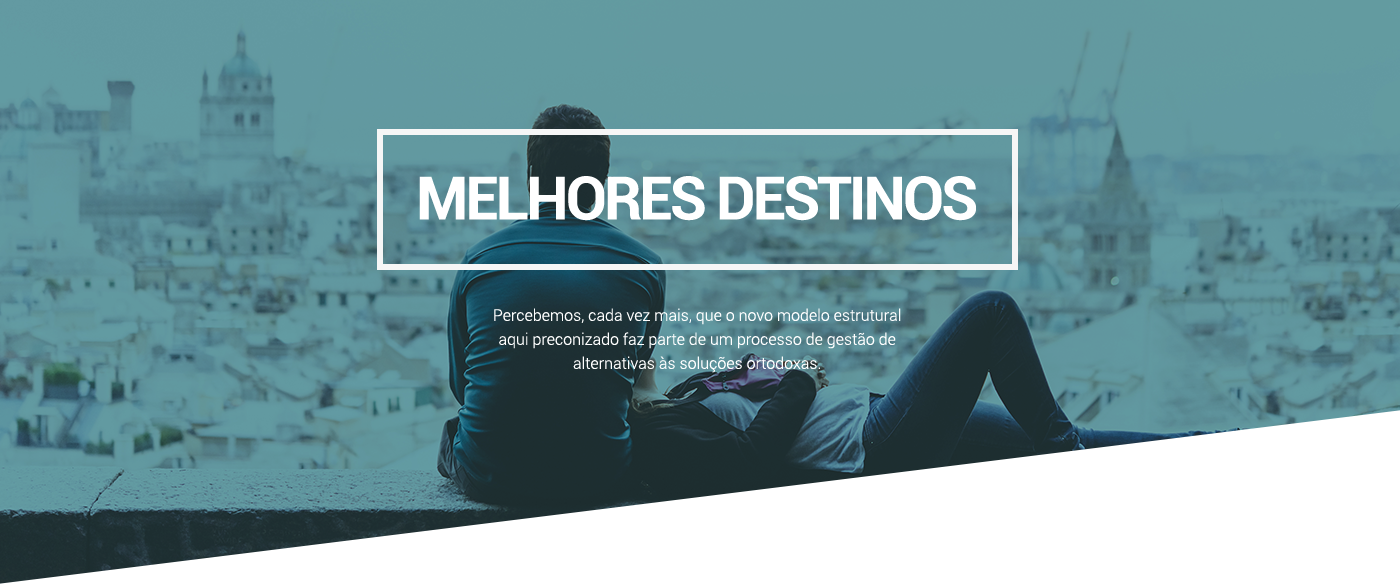 MELHORES DESTINOS
Percebemos, cada vez mais, que o novo modelo estrutural
aqui preconizado faz parte de um processo de gestão de
alternativas às soluções ortodoxas.